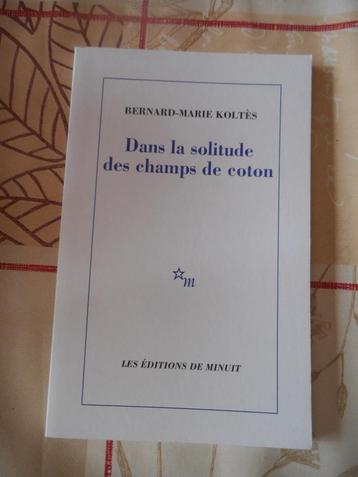 BERNARD-MARIE KOLTÈS
Dans la solitude
des champs de coton
m
LES ÉDITIONS DE MINUIT